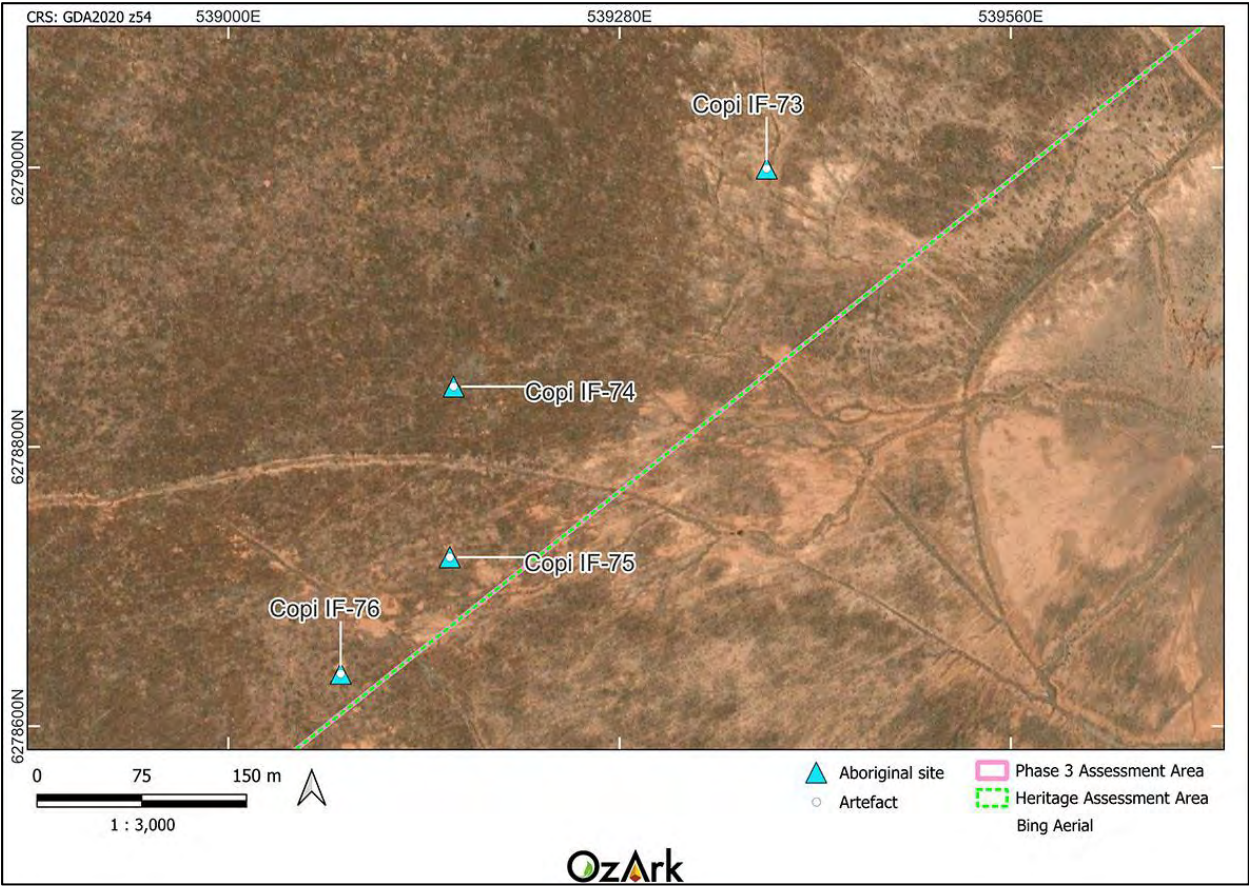 CRS: GDA2020 z54
539000E
539280E
539560E
6279000N
6278800N
6278600N
Copi IF-73
Copi IF-74
Copi IF-75
Copi IF-76
0 75 150 m
1 : 3,000
Aboriginal site
Artefact
Phase 3 Assessment Area
Heritage Assessment Area
Bing Aerial
OzArk